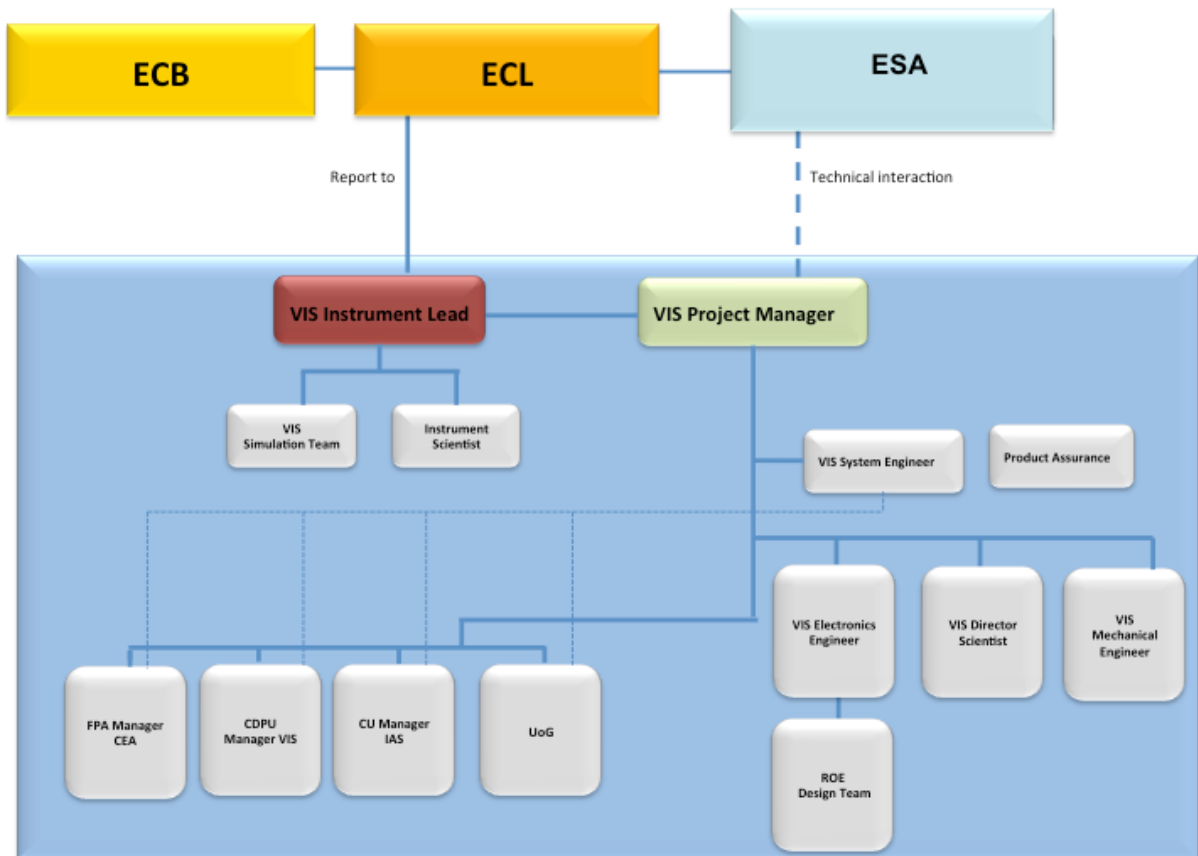 ECB
ECL
ESA
Report to
Technical interaction
VIS Instrument Lead
VIS Project Manager
VIS
Simulation Team
Instrument
Scientist
VIS System Engineer
Product Assurance
VIS Electronics
Engineer
VIS Director
Scientist
VIS
Mechanical
Engineer
FPA Manager
CEA
CDPU
Manager VIS
CU Manager
IAS
UoG
ROE
Design Team